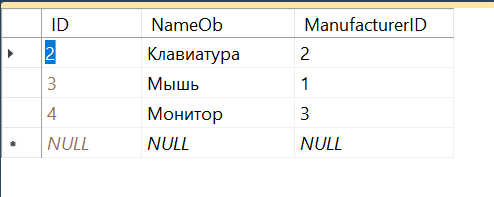 ID NameOb ManufacturerID
2 Клавиатура 2
3 Мышь 1
4 Монитор 3
NULL NULL NULL